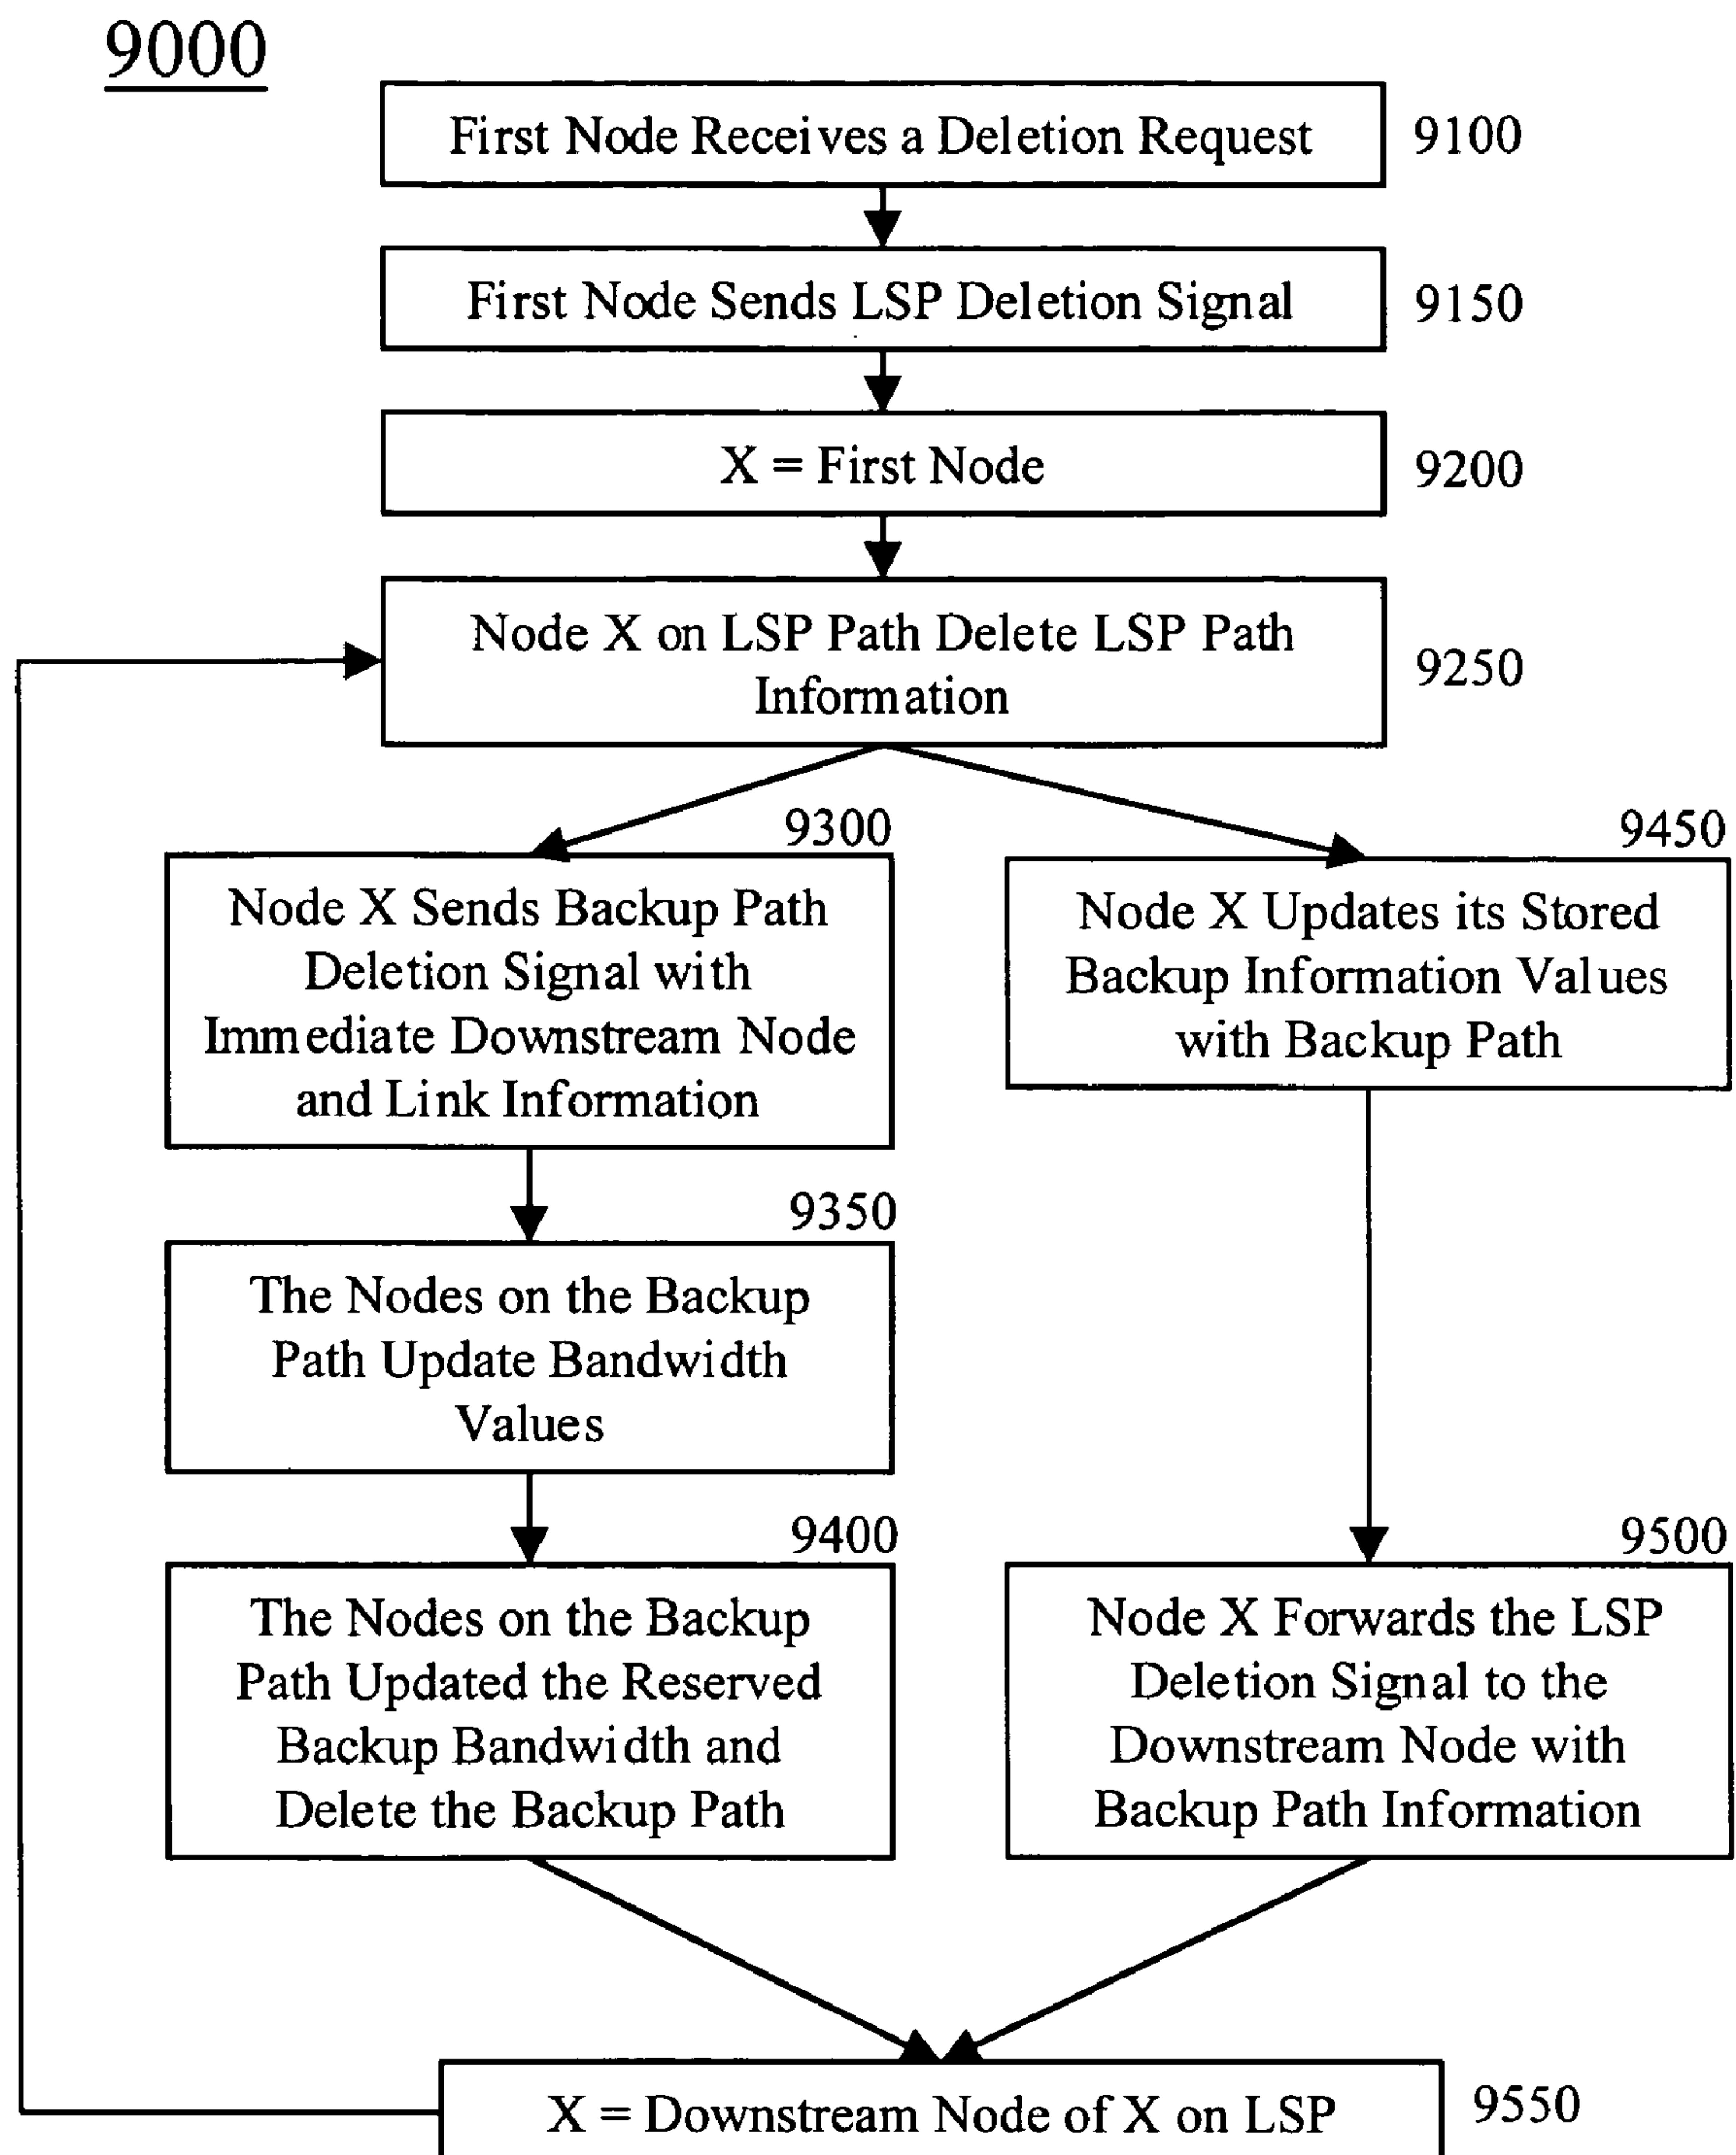 9000
First Node Receives a Deletion Request
9100
First Node Sends LSP Deletion Signal
9150
X = First Node
9200
Node X on LSP Path Delete LSP Path
Information
9250
9300
Node X Sends Backup Path
Deletion Signal with
Immediate Downstream Node
and Link Information
9450
Node X Updates its Stored
Backup Information Values
with Backup Path
9350
The Nodes on the Backup
Path Update Bandwidth
Values
9400
The Nodes on the Backup
Path Updated the Reserved
Backup Bandwidth and
Delete the Backup Path
9500
Node X Forwards the LSP
Deletion Signal to the
Downstream Node with
Backup Path Information
X = Downstream Node of X on LSP
9550